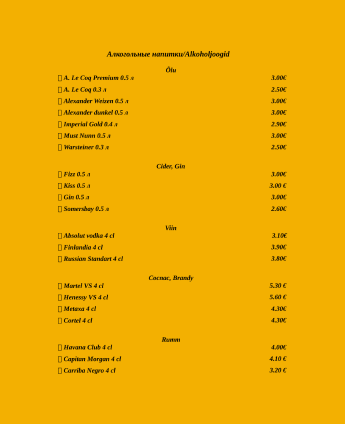 Алкогольные напитки/Alkoholjoogid
Õlu
A. Le Coq Premium 0.5 л 3.00€
A. Le Coq 0.3 л 2.50€
Alexander Weizen 0.5 л 3.00€
Alexander dunkel 0.5 л 3.00€
Imperial Gold 0.4 л 2.90€
Must Nunn 0.5 л 3.00€
Warsteiner 0.3 л 2.50€
Cider, Gin
Fizz 0.5 л 3.00€
Kiss 0.5 л 3.00 €
Gin 0.5 л 3.00€
Somersbay 0.5 л 2.60€
Viin
Absolut vodka 4 cl 3.10€
Finlandia 4 cl 3.90€
Russian Standart 4 cl 3.80€
Cocnac, Brandy
Martel VS 4 cl 5.30 €
Henessy VS 4 cl 5.60 €
Metaxa 4 cl 4.30€
Cortel 4 cl 4.30€
Rumm
Havana Club 4 cl 4.00€
Capitan Morgan 4 cl 4.10 €
Carriba Negro 4 cl 3.20 €